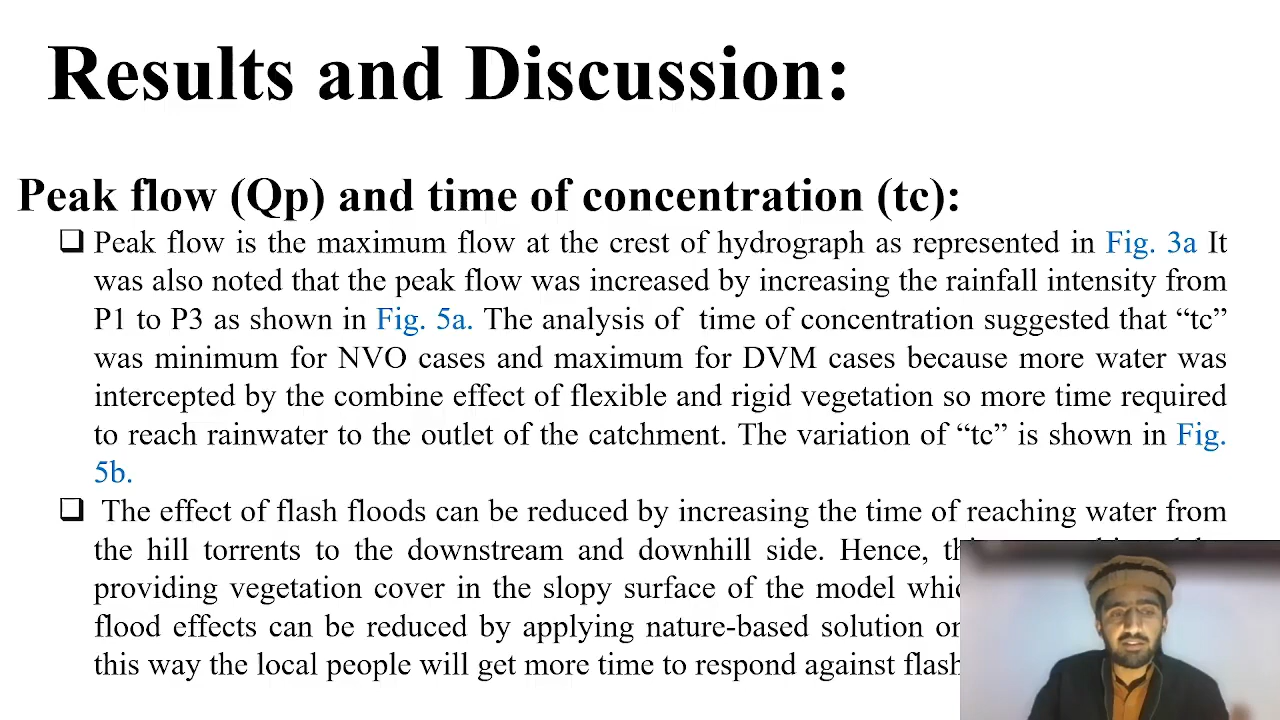 Results and Discussion:
Peak flow (Qp) and time of concentration (tc):
Peak flow is the maximum flow at the crest of hydrograph as represented in Fig. 3a It
was also noted that the peak flow was increased by increasing the rainfall intensity from
P1 to P3 as shown in Fig. 5a. The analysis of time of concentration suggested that “tc”
was minimum for NVO cases and maximum for DVM cases because more water was
intercepted by the combine effect of flexible and rigid vegetation so more time required
to reach rainwater to the outlet of the catchment. The variation of “tc” is shown in Fig.
5b.
The effect of flash floods can be reduced by increasing the time of reaching water from
the hill torrents to the downstream and downhill side. Hence,
providing vegetation cover in the slopy surface of the model
flood effects can be reduced by applying nature-based solution
this way the local people will get more time to respond against flash